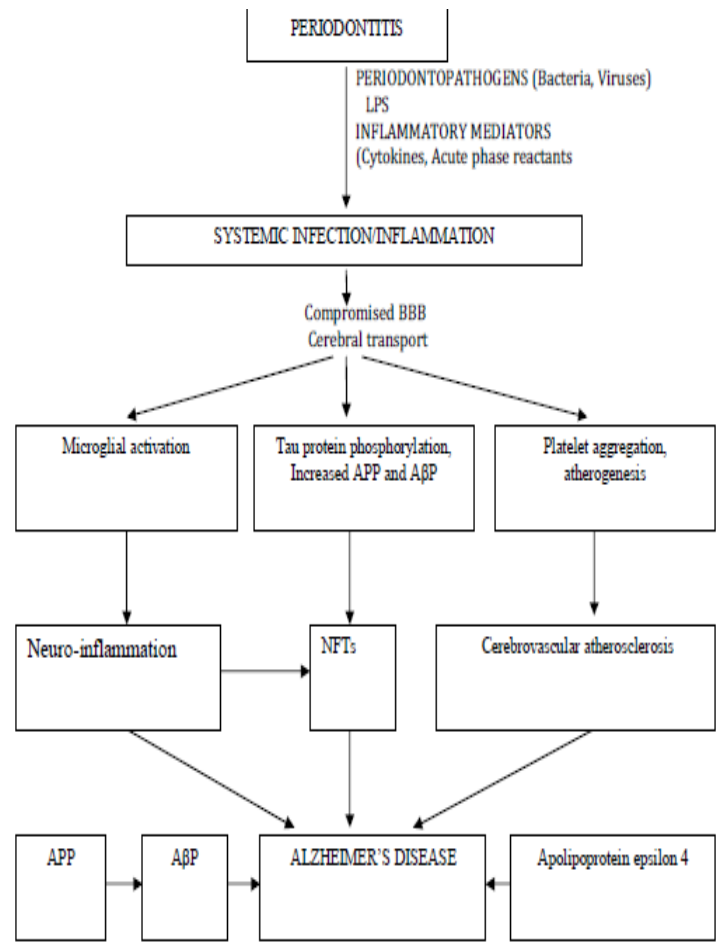 PERIODONTITIS
PERIODONTOPATHOGENS (Bacteria, Viruses)
LPS
INFLAMMATORY MEDIATORS
(Cytokines, Acute phase reactants
SYSTEMIC INFECTION/INFLAMMATION
Compromised BBB
Cerebral transport
Microglial activation
Tau protein phosphorylation,
Increased APP and AβP
Platelet aggregation,
atherogenesis
Neuro-inflammation
NFTs
Cerebrovascular atherosclerosis
APP
AβP
ALZHEIMER’S DISEASE
Apolipoprotein epsilon 4